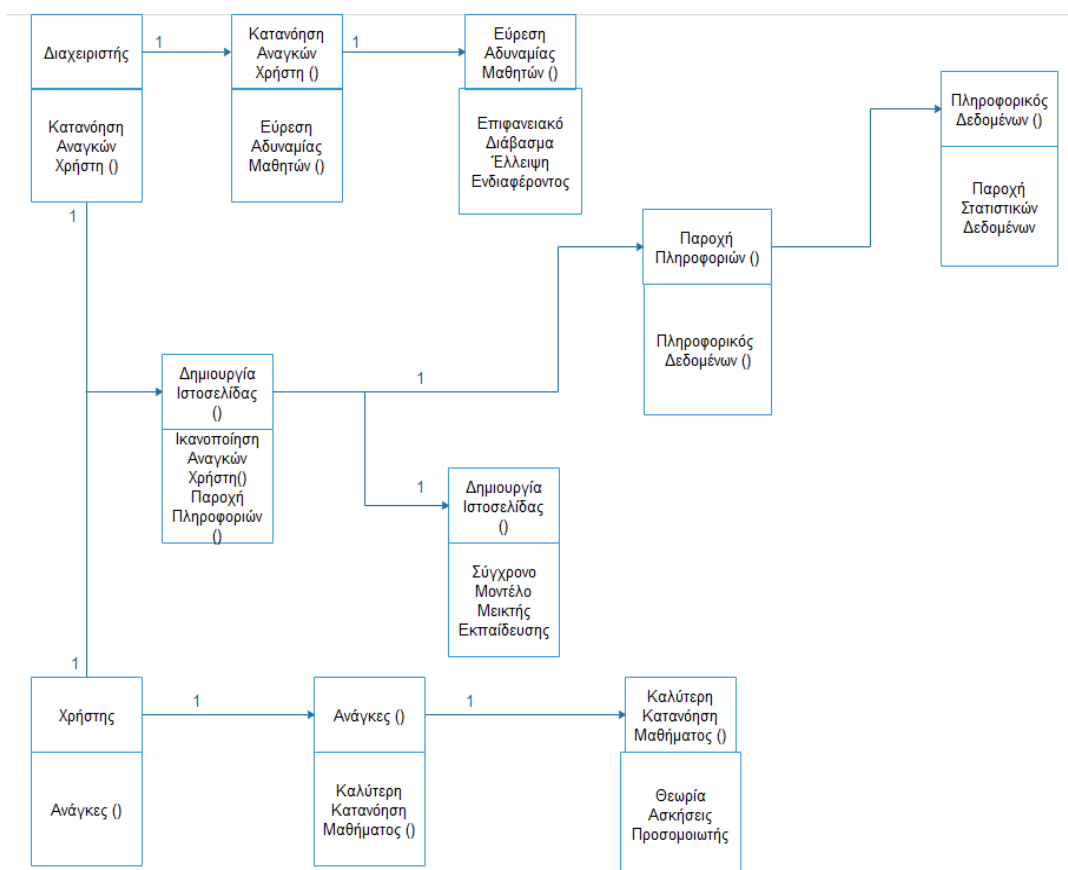 Διαχειριστής
Κατανόηση
Αναγκών
Χρήστη ()
1
Κατανόηση
Αναγκών
Χρήστη ()
Εύρεση
Αδυναμίας
Μαθητών ()
1
Εύρεση
Αδυναμίας
Μαθητών ()
Επιφανειακό
Διάβασμα
Έλλειψη
Ενδιαφέροντος
Πληροφορικός
Δεδομένων ()
Παροχή
Στατιστικών
Δεδομένων
1
Παροχή
Πληροφοριών ()
Πληροφορικός
Δεδομένων ()
Δημιουργία
Ιστοσελίδας
()
Ικανοποίηση
Αναγκών
Χρήστη()
Παροχή
Πληροφοριών
()
1
1
Δημιουργία
Ιστοσελίδας
()
Σύγχρονο
Μοντέλο
Μεικτής
Εκπαίδευσης
1
Χρήστης
Ανάγκες ()
1
Ανάγκες ()
Καλύτερη
Κατανόηση
Μαθήματος ()
1
Καλύτερη
Κατανόηση
Μαθήματος ()
Θεωρία
Ασκήσεις
Προσομοιωτής